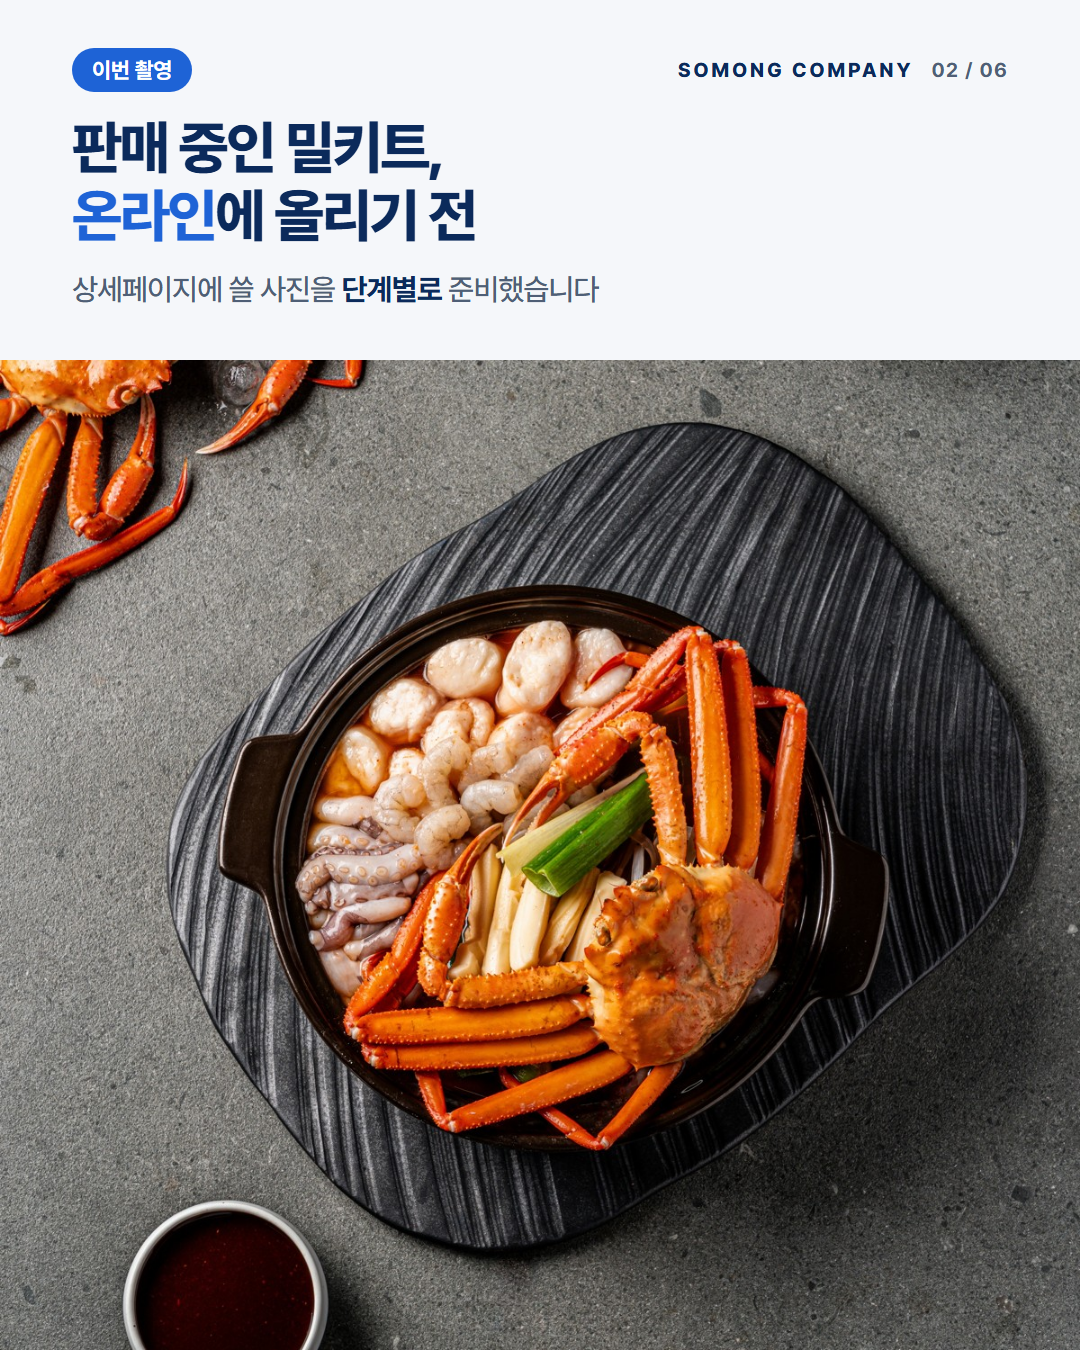 이번 촬영
SOMONG COMPANY 02 / 06
판매 중인 밀키트,
온라인에 올리기 전
상세페이지에 쓸 사진을 단계별로 준비했습니다